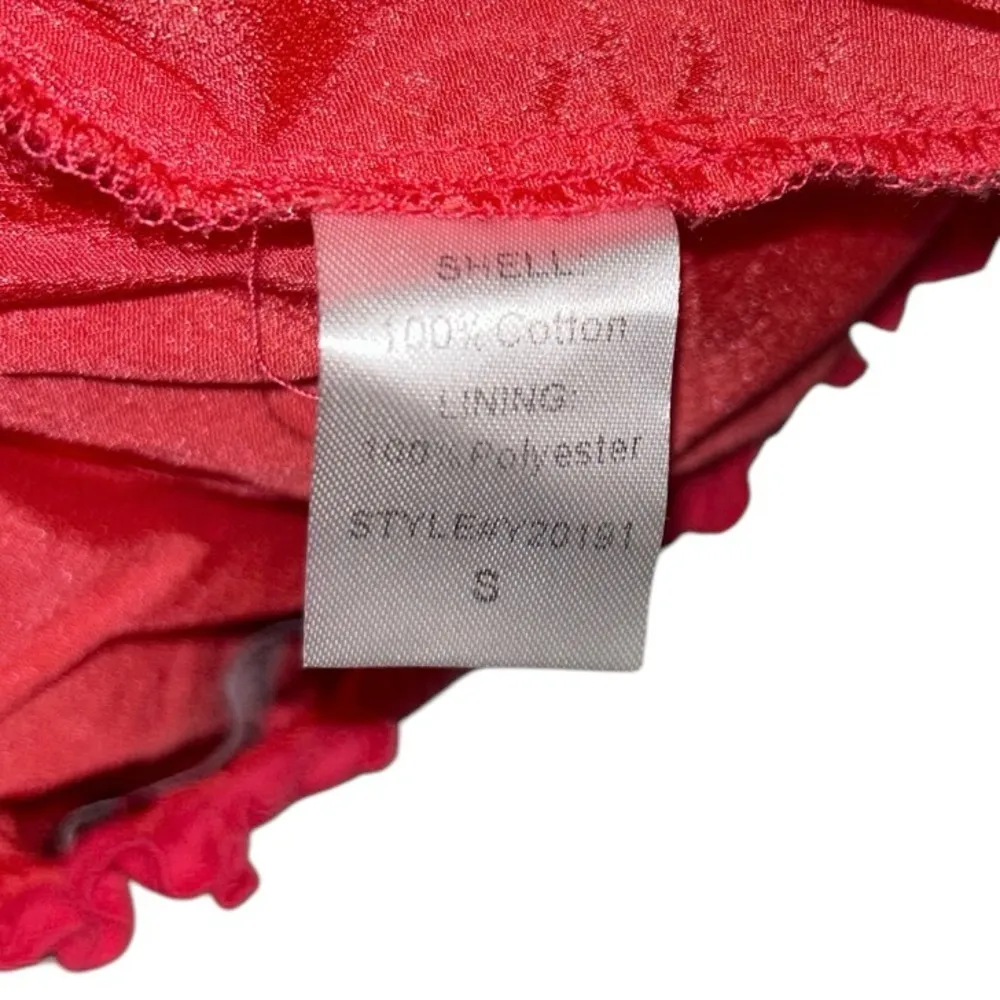 SHELL:
100% Cotton
LINING:
100% Polyester
STYLE#Y20191
S